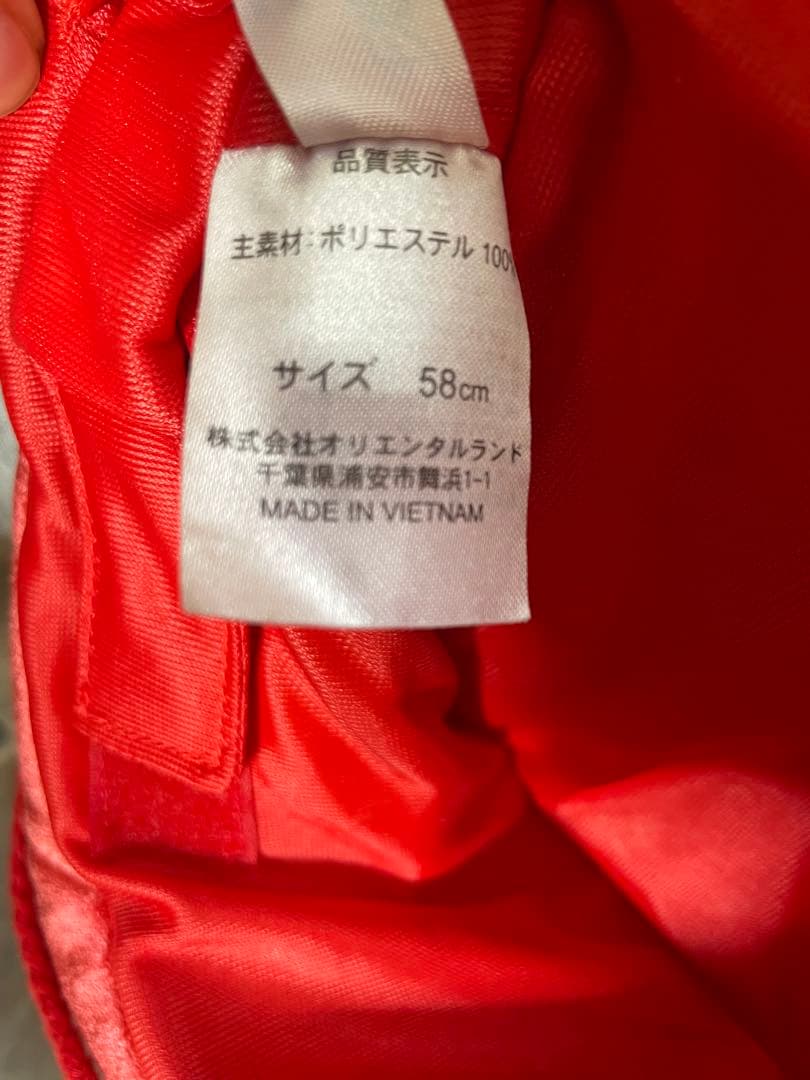 品質表示
主素材:ポリエステル 100%
サイズ 58cm
株式会社オリエンタルランド
千葉県浦安市舞浜1-1
MADE IN VIETNAM